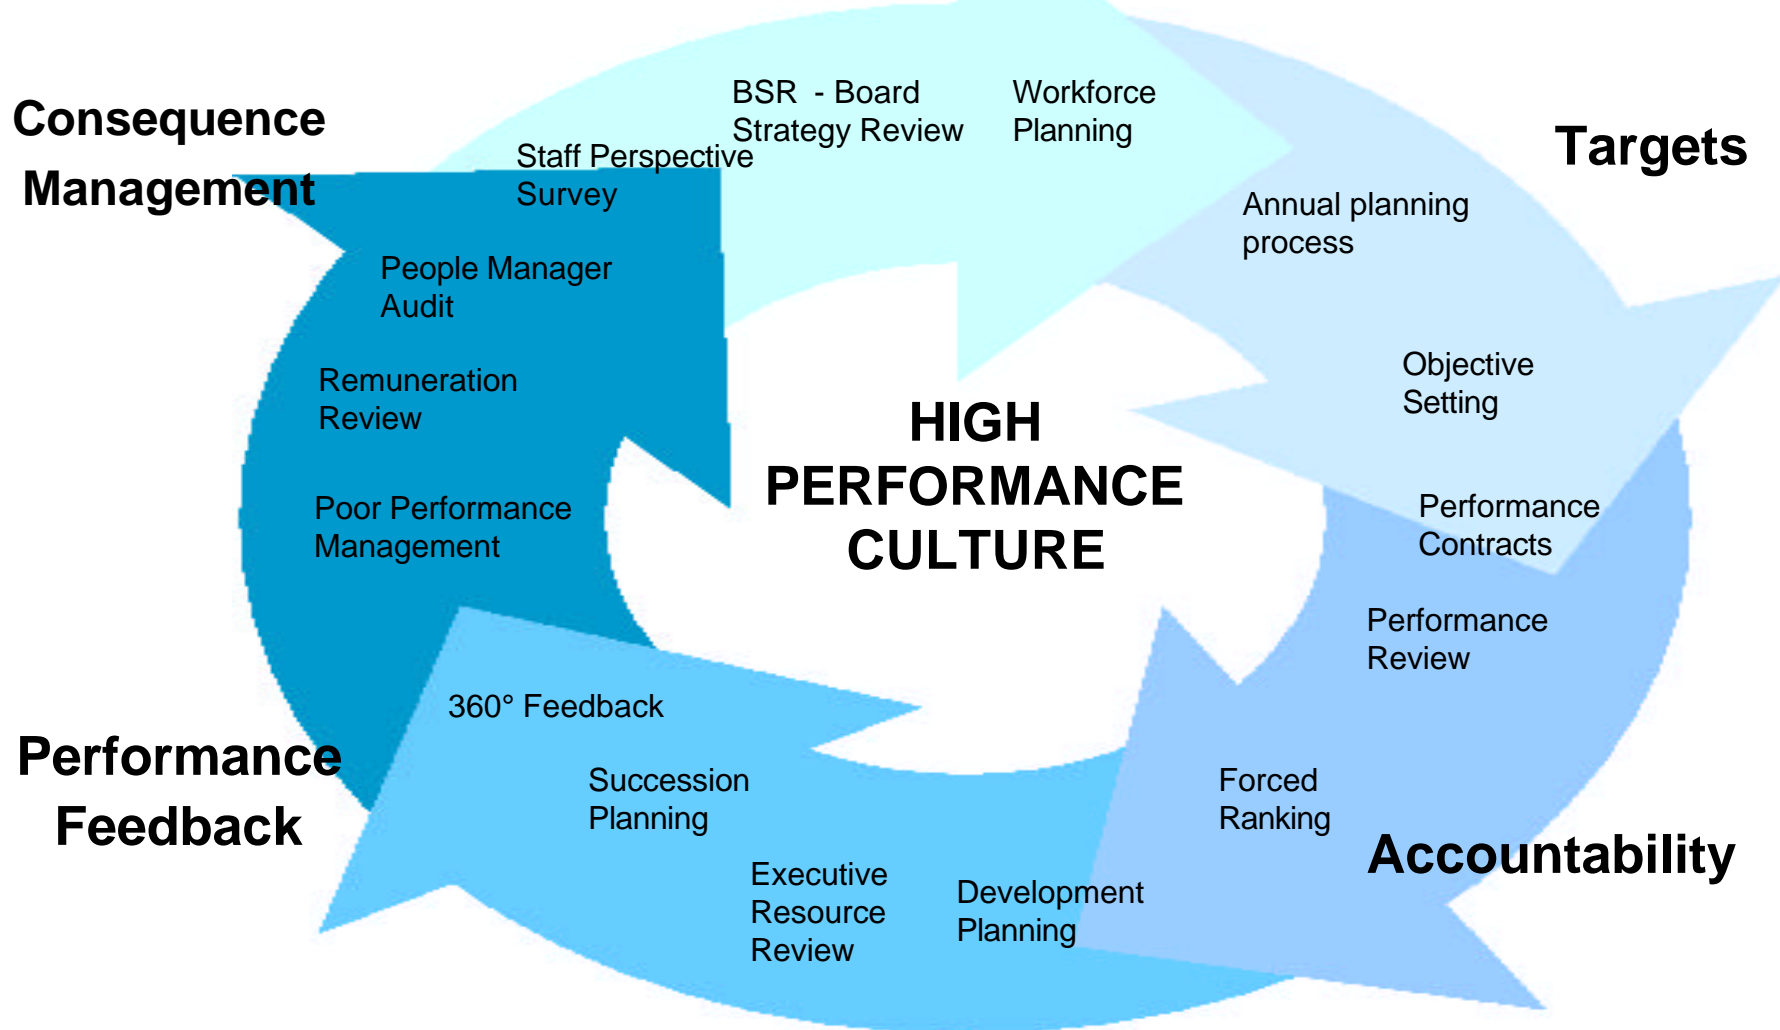 Consequence
Management
BSR - Board
Strategy Review
Workforce
Planning
Targets
Staff Perspective
Survey
Annual planning
process
People Manager
Audit
Objective
Setting
Remuneration
Review
HIGH
PERFORMANCE
CULTURE
Performance
Contracts
Poor Performance
Management
Performance
Review
360° Feedback
Succession
Planning
Forced
Ranking
Performance
Feedback
Accountability
Executive
Resource
Review
Development
Planning